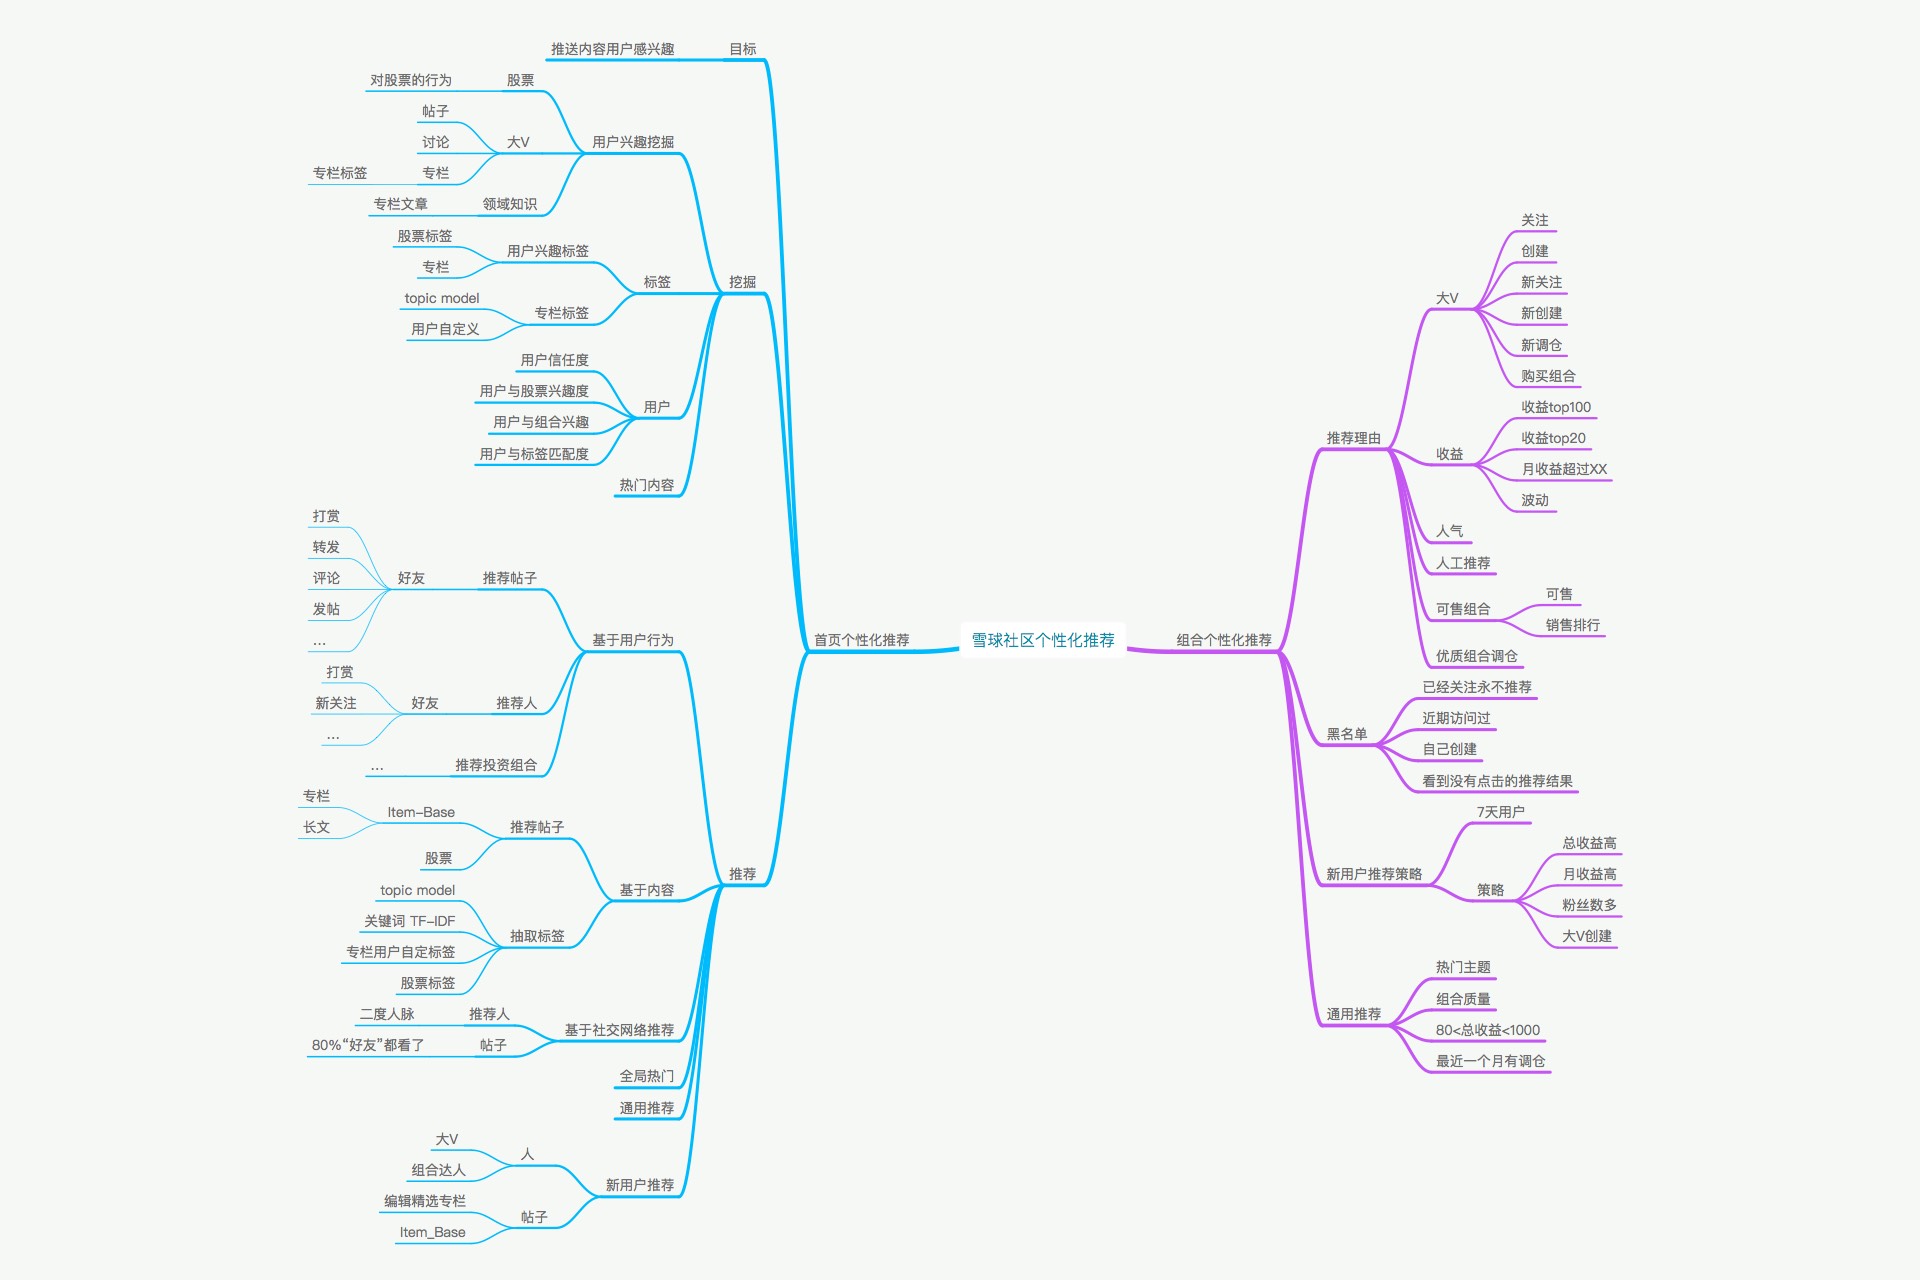 雪球社区个性化推荐
首页个性化推荐
目标
推送内容用户感兴趣
挖掘
用户兴趣挖掘
股票
对股票的行为
大V
帖子
讨论
专栏
专栏标签
领域知识
专栏文章
标签
用户兴趣标签
股票标签
专栏
专栏标签
topic model
用户自定义
用户
用户信任度
用户与股票兴趣度
用户与组合兴趣
用户与标签匹配度
热门内容
推荐
基于用户行为
推荐帖子
好友
打赏
转发
评论
发帖
...
推荐人
好友
打赏
新关注
...
推荐投资组合
...
基于内容
推荐帖子
Item-Base
专栏
长文
股票
抽取标签
topic model
关键词 TF-IDF
专栏用户自定标签
股票标签
基于社交网络推荐
推荐人
二度人脉
帖子
80%“好友”都看了
全局热门
通用推荐
新用户推荐
人
大V
组合达人
帖子
编辑精选专栏
Item_Base
组合个性化推荐
推荐理由
大V
关注
创建
新关注
新创建
新调仓
购买组合
收益
收益top100
收益top20
月收益超过XX
波动
人气
人工推荐
可售组合
可售
销售排行
优质组合调仓
黑名单
已经关注永不推荐
近期访问过
自己创建
看到没有点击的推荐结果
新用户推荐策略
7天用户
策略
总收益高
月收益高
粉丝数多
大V创建
通用推荐
热门主题
组合质量
80<总收益<1000
最近一个月有调仓